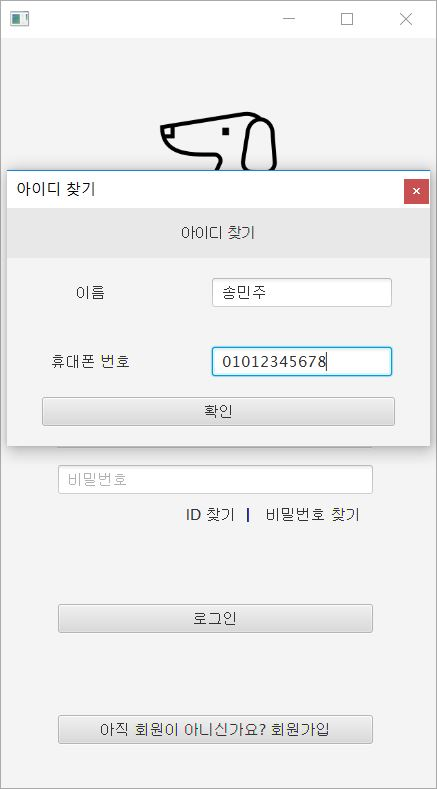 아이디 찾기
아이디 찾기
이름 송민주
휴대폰 번호 01012345678
확인
비밀번호
ID 찾기 | 비밀번호 찾기
로그인
아직 회원이 아니신가요? 회원가입